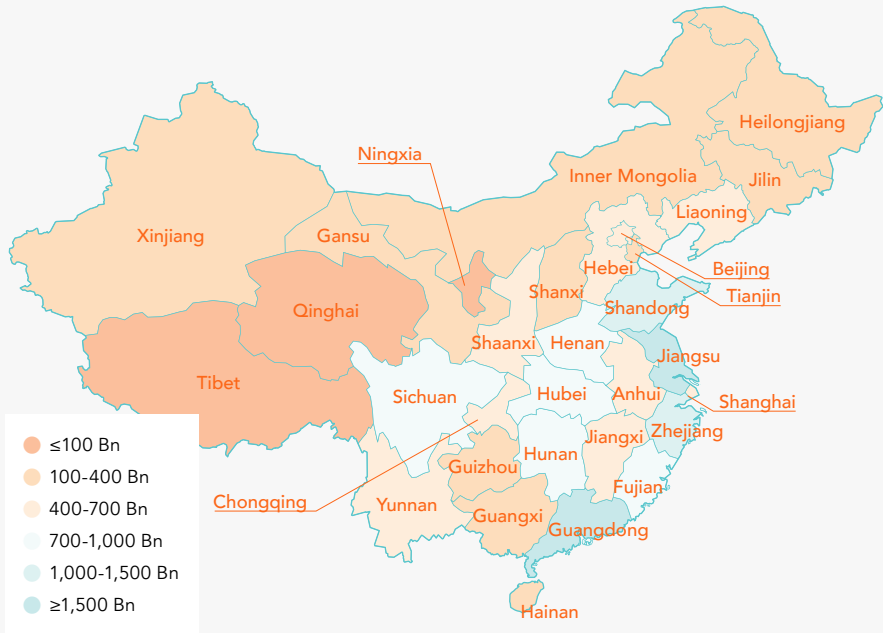 Heilongjiang
Ningxia
Inner Mongolia
Jilin
Liaoning
Xinjiang
Gansu
Beijing
Hebei
Tianjin
Shanxi
Qinghai
Shandong
Shaanxi
Henan
Jiangsu
Tibet
Sichuan
Hubei
Anhui
Shanghai
Zhejiang
Jiangxi
Hunan
Guizhou
Fujian
Chongqing
Yunnan
Guangxi
Guangdong
Hainan
≤100 Bn
100-400 Bn
400-700 Bn
700-1,000 Bn
1,000-1,500 Bn
≥1,500 Bn